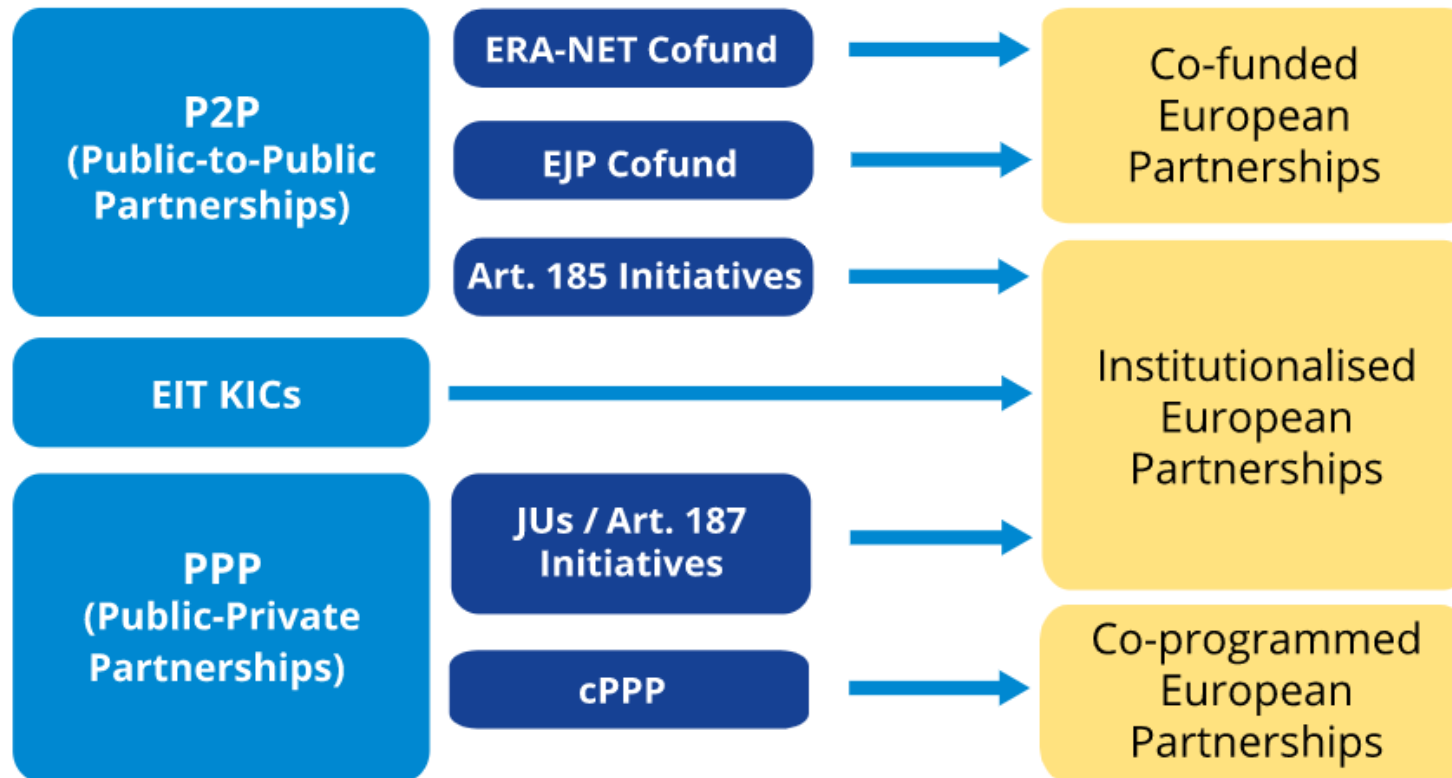 P2P
(Public-to-Public
Partnerships)
ERA-NET Cofund
EJP Cofund
Art. 185 Initiatives
Co-funded
European
Partnerships
EIT KICs
Institutionalised
European
Partnerships
PPP
(Public-Private
Partnerships)
JUs / Art. 187
Initiatives
cPPP
Co-programmed
European
Partnerships